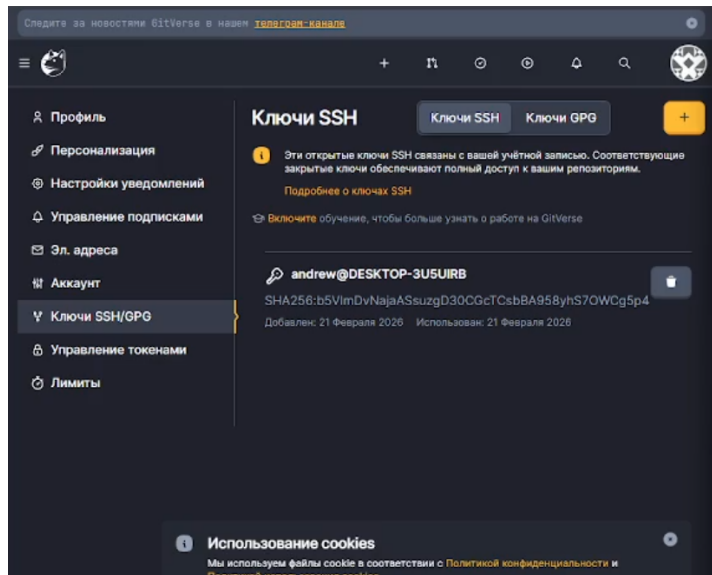 Следите за новостями GitVerse в нашем телеграм-канале
Профиль
Персонализация
Настройки уведомлений
Управление подписками
Эл. адреса
Аккаунт
Ключи SSH/GPG
Управление токенами
Лимиты
Ключи SSH
Ключи SSH
Ключи GPG
+
Эти открытые ключи SSH связаны с вашей учётной записью. Соответствующие
закрытые ключи обеспечивают полный доступ к вашим репозиториям.
Подробнее о ключах SSH
Включите обучение, чтобы больше узнать о работе на GitVerse
andrew@DESKTOP-3U5UIRB
SHA256:b5VlmDvNajaASsuzgD30CGcTCsbBA958yhS7OWCg5p4
Добавлен: 21 Февраля 2026 Использован: 21 Февраля 2026
Использование cookies
Мы используем файлы cookie в соответствии с Политикой конфиденциальности и